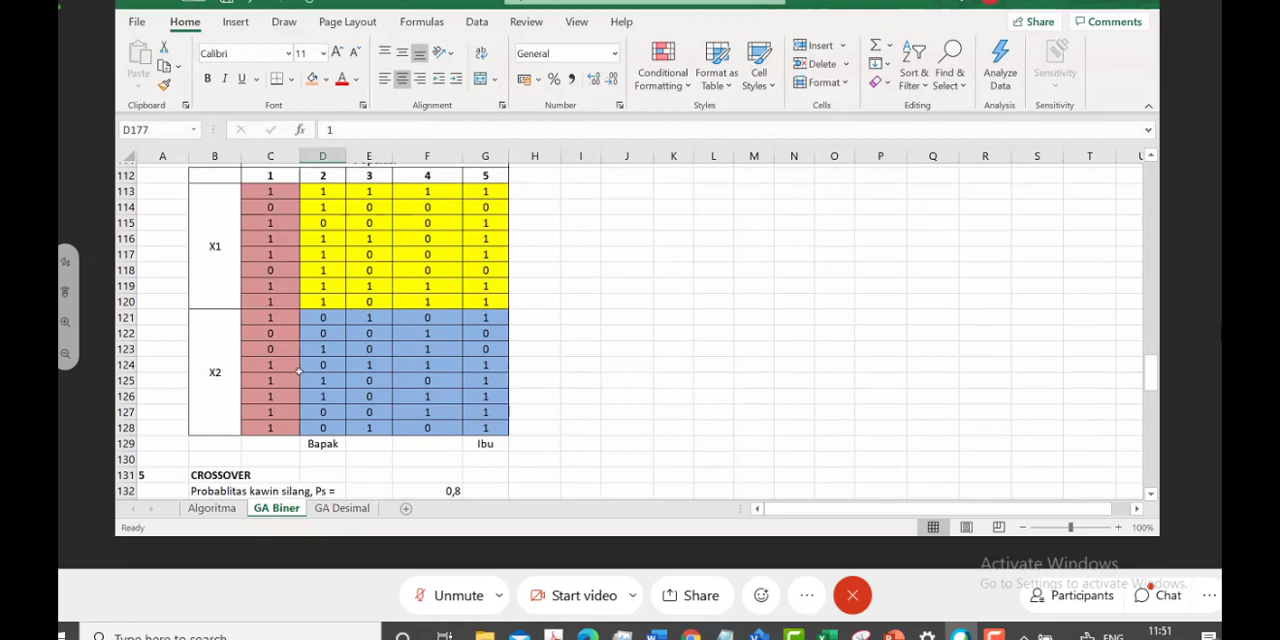 File Home Insert Draw Page Layout Formulas Data Review View Help Share Comments
Calibri 11 General Insert
Paste Conditional Format as Cell Delete Sort & Find & Analyze Sensitivity
B I U Formatting Table Styles Format Filter Select Data
Clipboard Font Alignment Number Styles Cells Editing Analysis Sensitivity
D177 fx 1
A B C D E F G H I J K L M N O P Q R S T U
112 1 2 3 4 5
113 1 1 1 1 1
114 0 1 0 0 0
115 1 0 0 0 1
116 1 1 1 0 1
X1
117 1 1 0 0 1
118 0 1 0 0 0
119 1 1 1 1 1
120 1 1 0 1 1
121 1 0 1 0 1
122 0 0 0 1 0
123 0 1 0 1 0
124 1 0 1 1 1
X2
125 1 1 0 0 1
126 1 1 0 1 1
127 1 0 0 1 1
128 1 0 1 0 1
129 Bapak Ibu
130
131 5 CROSSOVER
132 Probablitas kawin silang, Ps = 0,8
Algoritma GA Biner GA Desimal
Ready 100%
Activate Windows
Go to Settings to activate Windows.
Unmute Start video Share Participants Chat
Type here to search ENG 11:51